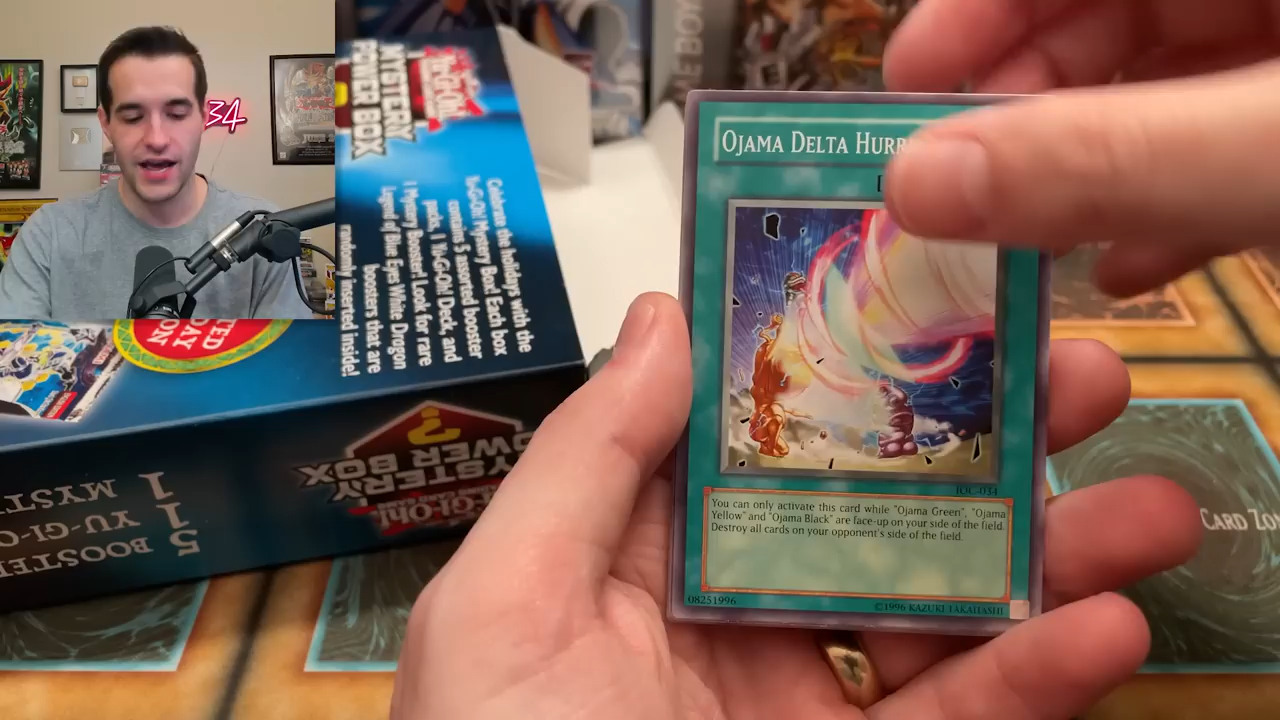 34
Yu-Gi-Oh!
MYSTERY
POWER BOX
Celebrate the holidays with the
Yu-Gi-Oh! Mystery Box! Each box
contains 5 assorted booster
packs, 1 Yu-Gi-Oh! Deck, and
1 Mystery Booster! Look for rare
Legend of Blue Eyes White Dragon
boosters that are
randomly inserted inside!
MYSTERY
POWER BOX
5 BOOSTER
1 YU-GI-O
1 MYST
OJAMA DELTA HURR
IOC-034
You can only activate this card while "Ojama Green", "Ojama
Yellow" and "Ojama Black" are face-up on your side of the field.
Destroy all cards on your opponent's side of the field.
08251996
©1996 KAZUKI TAKAHASHI
CARD ZO